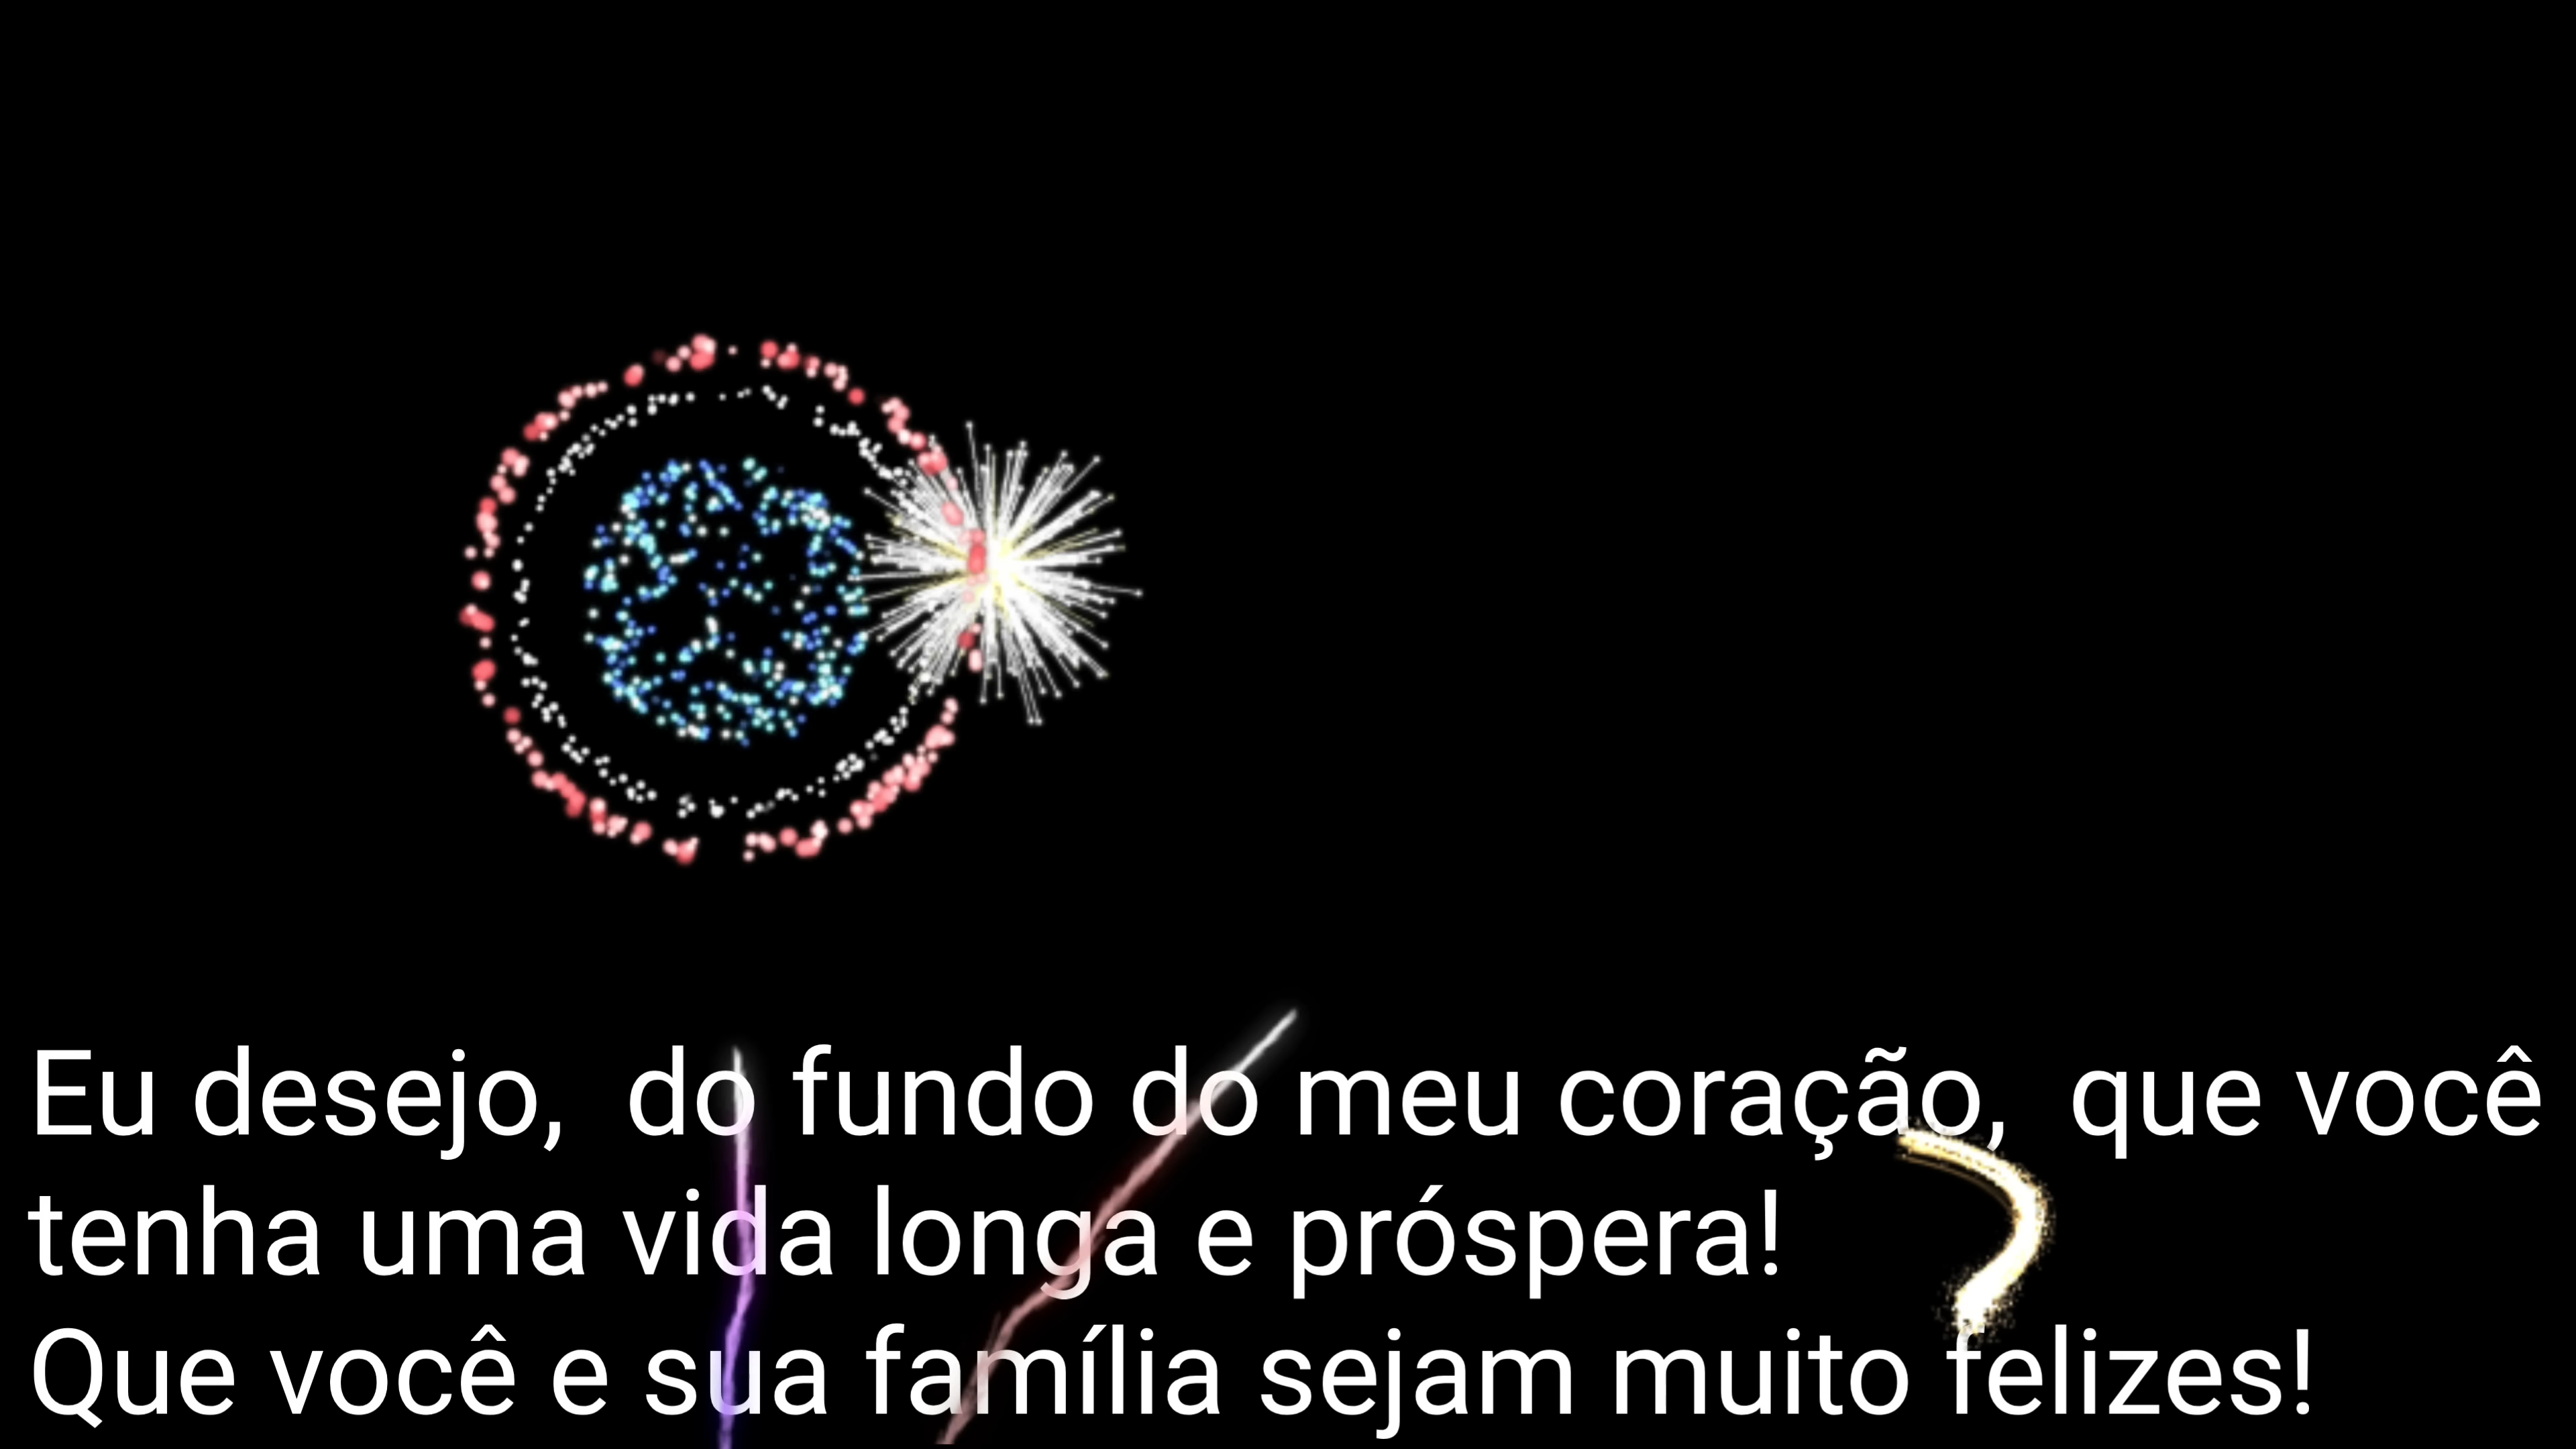 Eu desejo,  do fundo do meu coração,  que você
tenha uma vida longa e próspera!
Que você e sua família sejam muito felizes!